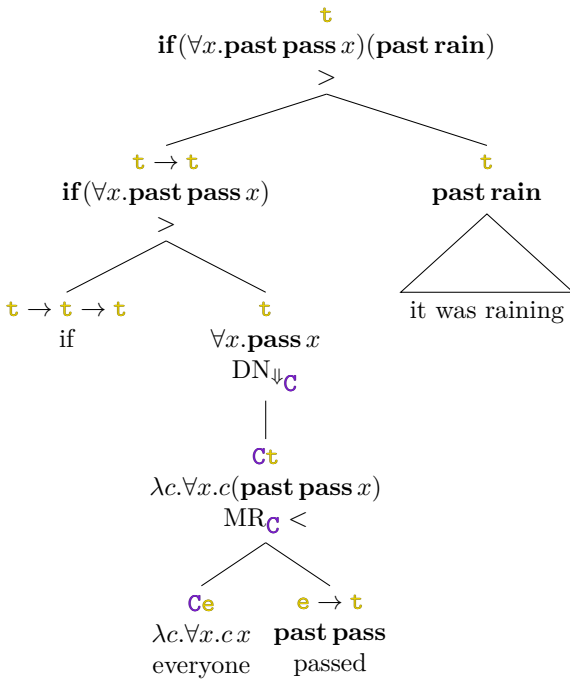 t
if(∀x.past pass x)(past rain)
>
t → t
t
if(∀x.past pass x)
past rain
>
t → t → t
t
it was raining
if
∀x.pass x
DN⇓C
Ct
λc.∀x.c(past pass x)
MRC <
Ce
e → t
λc.∀x.c x
past pass
everyone
passed